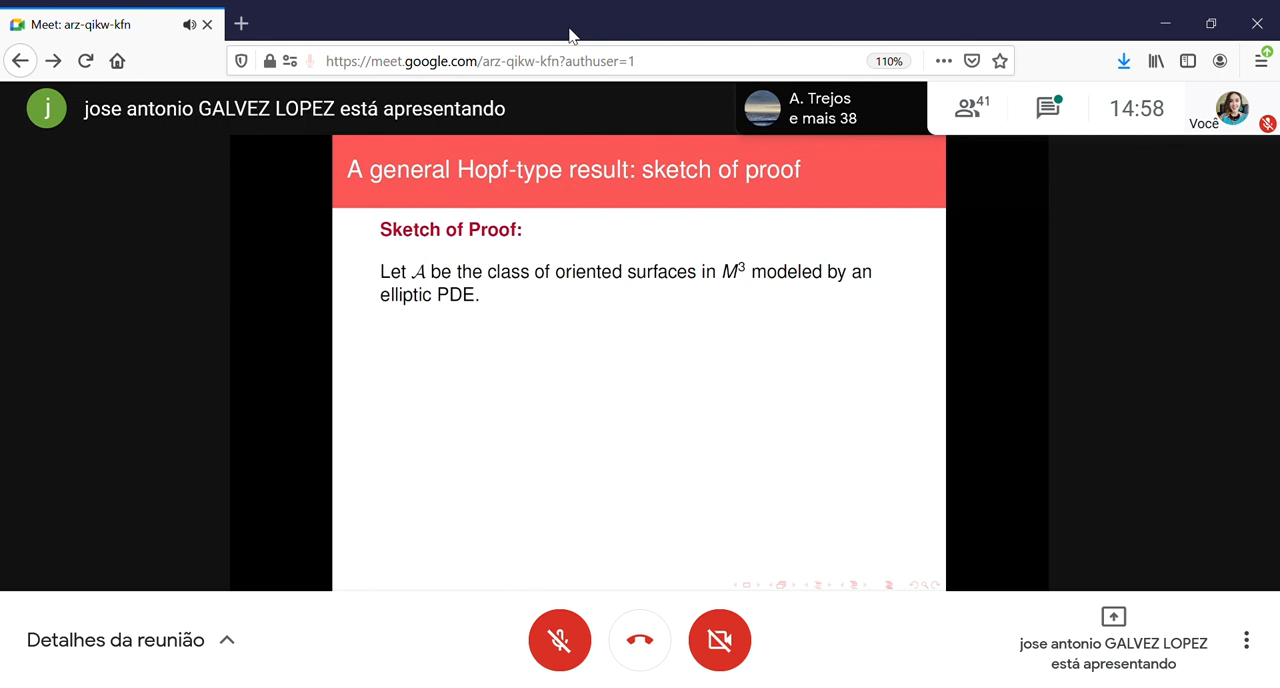 Meet: arz-qikw-kfn
https://meet.google.com/arz-qikw-kfn?authuser=1
110%
j
jose antonio GALVEZ LOPEZ está apresentando
A. Trejos
e mais 38
41
14:58
Você
A general Hopf-type result: sketch of proof
Sketch of Proof:
Let 𝒜 be the class of oriented surfaces in M³ modeled by an
elliptic PDE.
Detalhes da reunião
jose antonio GALVEZ LOPEZ
está apresentando